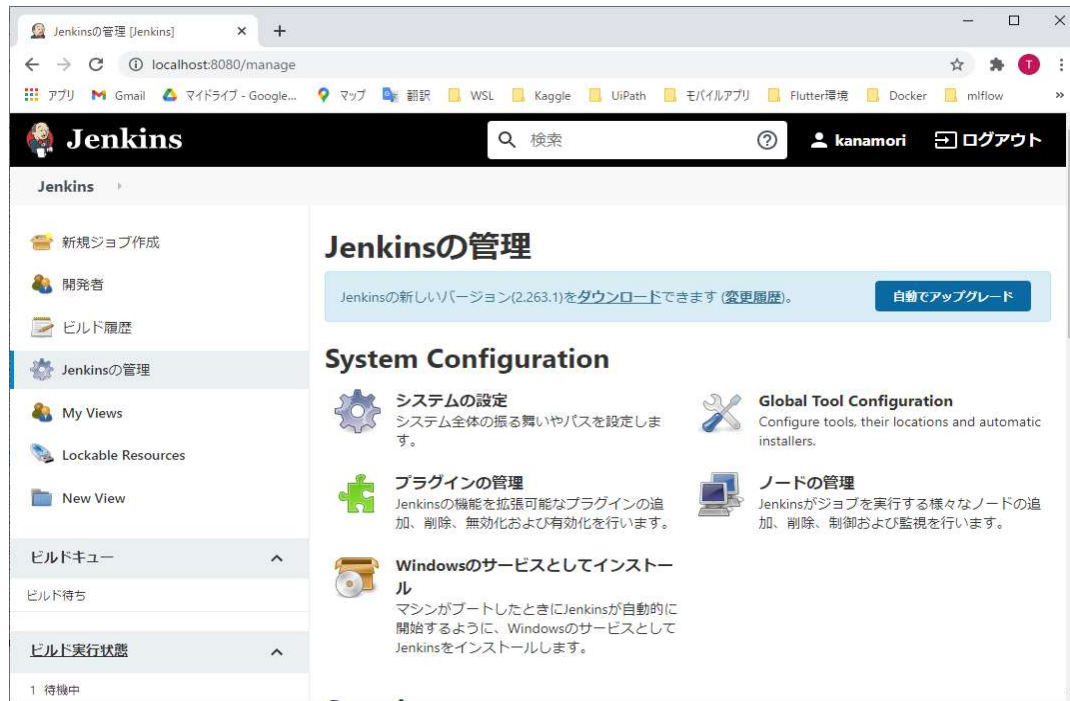 Jenkinsの管理 [Jenkins]
localhost:8080/manage
アプリ Gmail マイドライブ - Google... マップ 翻訳 WSL Kaggle UiPath モバイルアプリ Flutter環境 Docker mlflow »
Jenkins 検索 kanamori ログアウト
Jenkins
新規ジョブ作成
開発者
ビルド履歴
Jenkinsの管理
My Views
Lockable Resources
New View
ビルドキュー
ビルド待ち
ビルド実行状態
1 待機中
Jenkinsの管理
Jenkinsの新しいバージョン(2.263.1)をダウンロードできます (変更履歴)。 自動でアップグレード
System Configuration
システムの設定
システム全体の振る舞いやパスを設定しま
す。
Global Tool Configuration
Configure tools, their locations and automatic
installers.
プラグインの管理
Jenkinsの機能を拡張可能なプラグインの追
加、削除、無効化および有効化を行います。
ノードの管理
Jenkinsがジョブを実行する様々なノードの追
加、削除、制御および監視を行います。
Windowsのサービスとしてインストー
ル
マシンがブートしたときにJenkinsが自動的に
開始するように、Windowsのサービスとして
Jenkinsをインストールします。